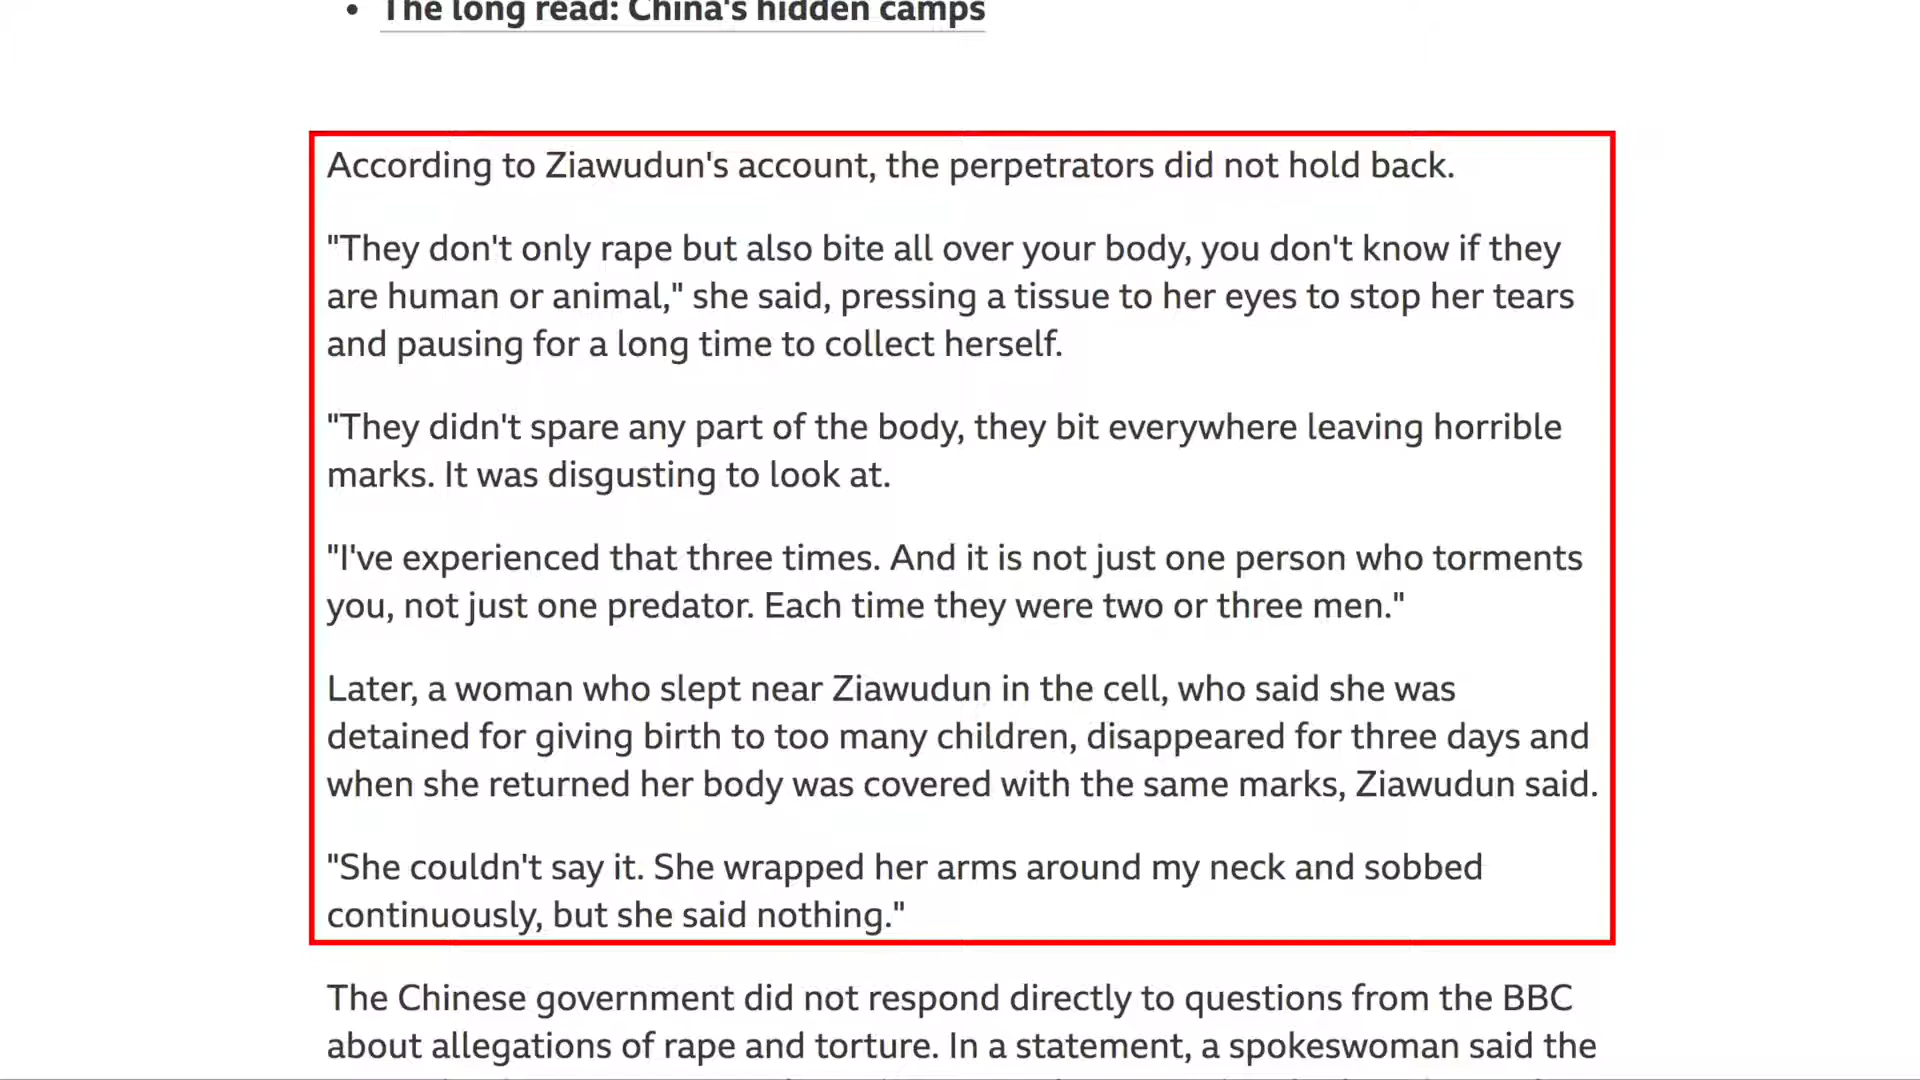 The long read: China's hidden camps
According to Ziawudun's account, the perpetrators did not hold back.
"They don't only rape but also bite all over your body, you don't know if they
are human or animal," she said, pressing a tissue to her eyes to stop her tears
and pausing for a long time to collect herself.
"They didn't spare any part of the body, they bit everywhere leaving horrible
marks. It was disgusting to look at.
"I've experienced that three times. And it is not just one person who torments
you, not just one predator. Each time they were two or three men."
Later, a woman who slept near Ziawudun in the cell, who said she was
detained for giving birth to too many children, disappeared for three days and
when she returned her body was covered with the same marks, Ziawudun said.
"She couldn't say it. She wrapped her arms around my neck and sobbed
continuously, but she said nothing."
The Chinese government did not respond directly to questions from the BBC
about allegations of rape and torture. In a statement, a spokeswoman said the